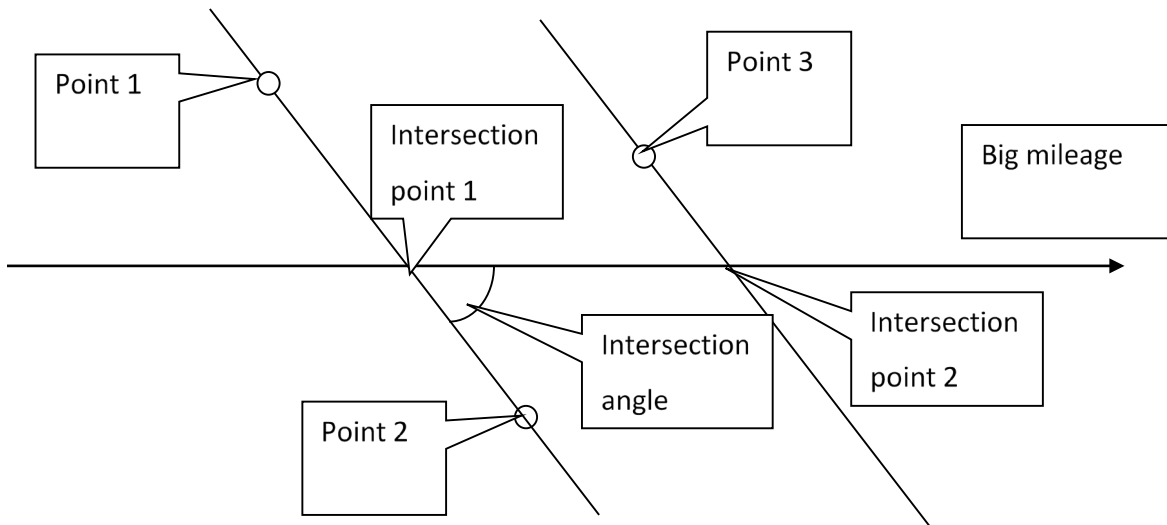 Point 1
Intersection
point 1
Point 3
Big mileage
Intersection
angle
Intersection
point 2
Point 2